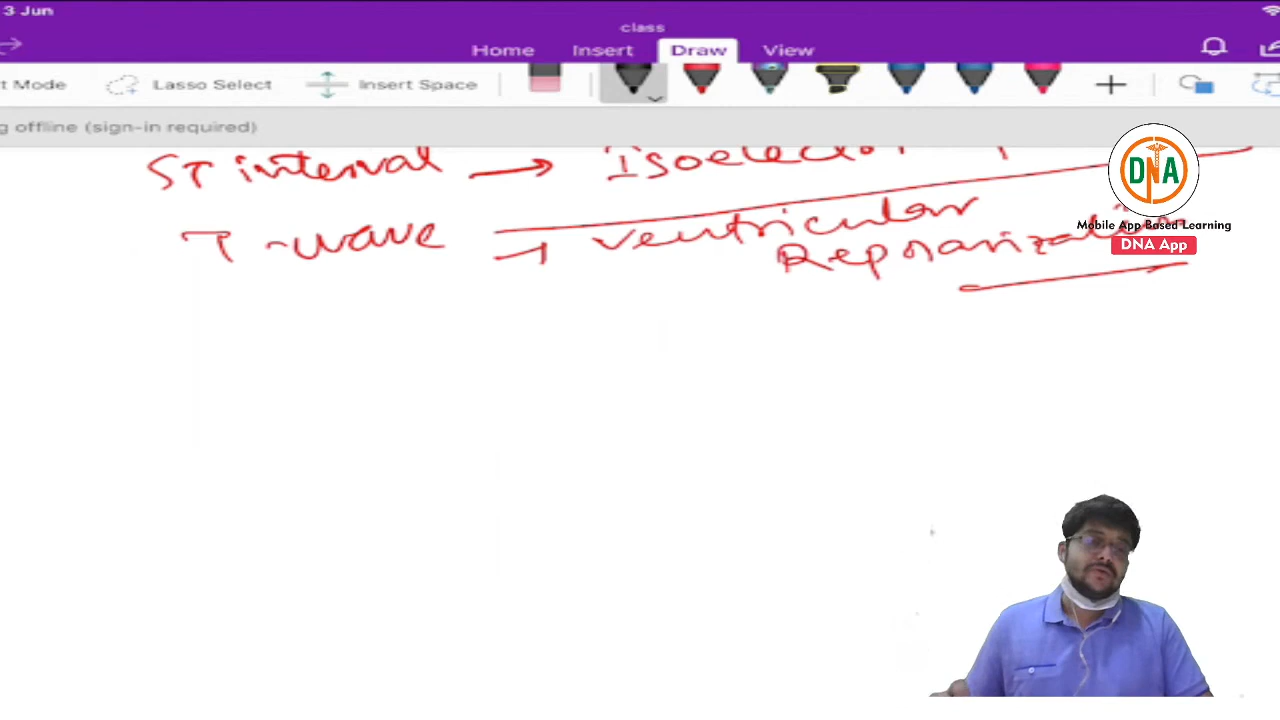 3 Jun
class
Home Insert Draw View
t Mode Lasso Select Insert Space
g offline (sign-in required)
ST interval →
T-wave → ventricular
Repolarization
DNA
Mobile App Based Learning
DNA App